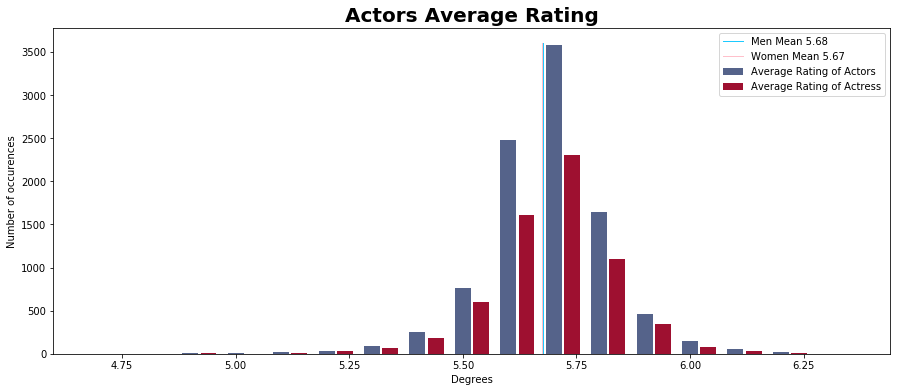 Actors Average Rating
Men Mean 5.68
Women Mean 5.67
Average Rating of Actors
Average Rating of Actress
Number of occurences
3500
3000
2500
2000
1500
1000
500
0
4.75 5.00 5.25 5.50 5.75 6.00 6.25
Degrees